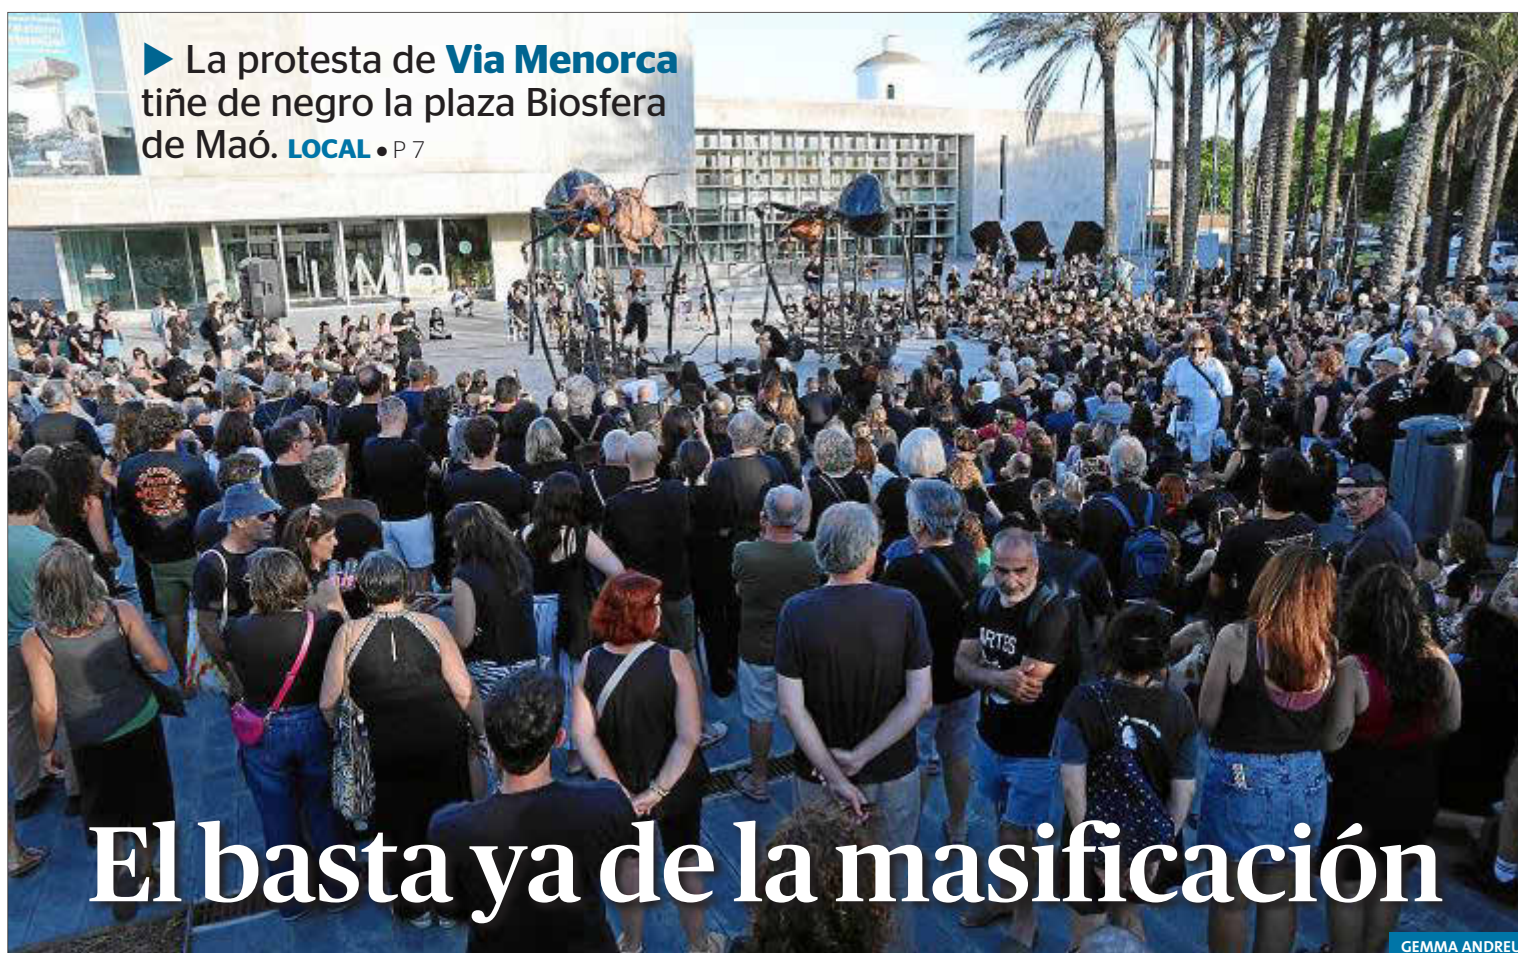 ▶ La protesta de Via Menorca
tiñe de negro la plaza Biosfera
de Maó. LOCAL • P 7
ARTES
El basta ya de la masificación
GEMMA ANDREU